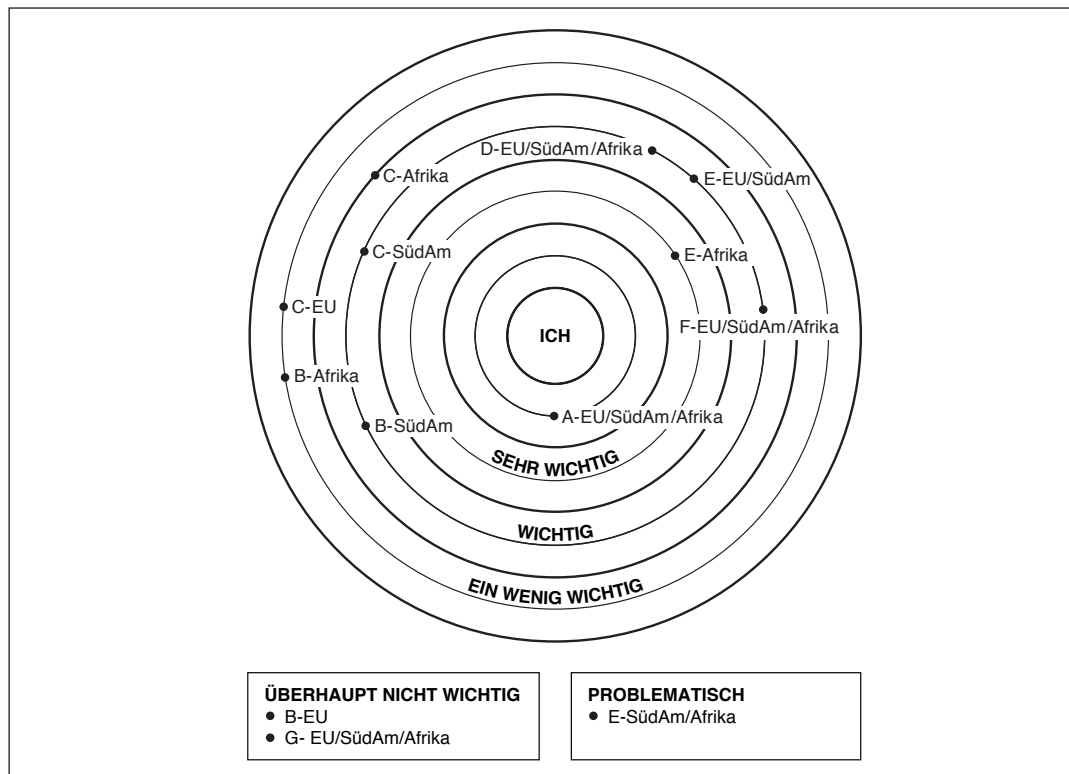 D-EU/SüdAm/Afrika
C-Afrika
E-EU/SüdAm
C-SüdAm
E-Afrika
C-EU
ICH
F-EU/SüdAm/Afrika
B-Afrika
A-EU/SüdAm/Afrika
B-SüdAm
SEHR WICHTIG
WICHTIG
EIN WENIG WICHTIG
ÜBERHAUPT NICHT WICHTIG
● B-EU
● G- EU/SüdAm/Afrika
PROBLEMATISCH
● E-SüdAm/Afrika